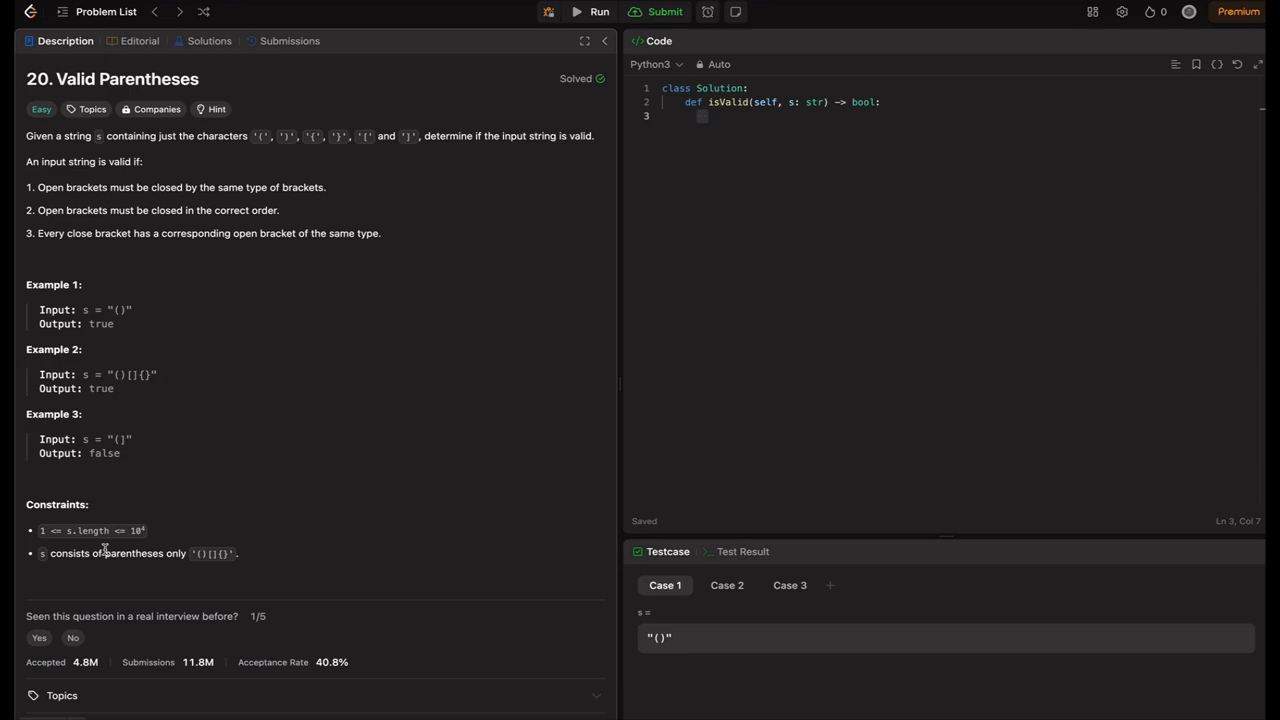 Problem List
Run
Submit
0
Premium
Description
Editorial
Solutions
Submissions
20. Valid Parentheses
Solved
Easy
Topics
Companies
Hint
Given a string s containing just the characters '(', ')', '{', '}', '[' and ']', determine if the input string is valid.
An input string is valid if:
1. Open brackets must be closed by the same type of brackets.
2. Open brackets must be closed in the correct order.
3. Every close bracket has a corresponding open bracket of the same type.
Example 1:
Input: s = "()"
Output: true
Example 2:
Input: s = "()[]{}"
Output: true
Example 3:
Input: s = "(]"
Output: false
Constraints:
• 1 <= s.length <= 10⁴
• s consists of parentheses only '()[]{}'.
Seen this question in a real interview before? 1/5
Yes No
Accepted 4.8M Submissions 11.8M Acceptance Rate 40.8%
Topics
</> Code
Python3
Auto
1 class Solution:
2 def isValid(self, s: str) -> bool:
3
Saved
Ln 3, Col 7
Testcase
>_ Test Result
Case 1 Case 2 Case 3 +
s =
"()"